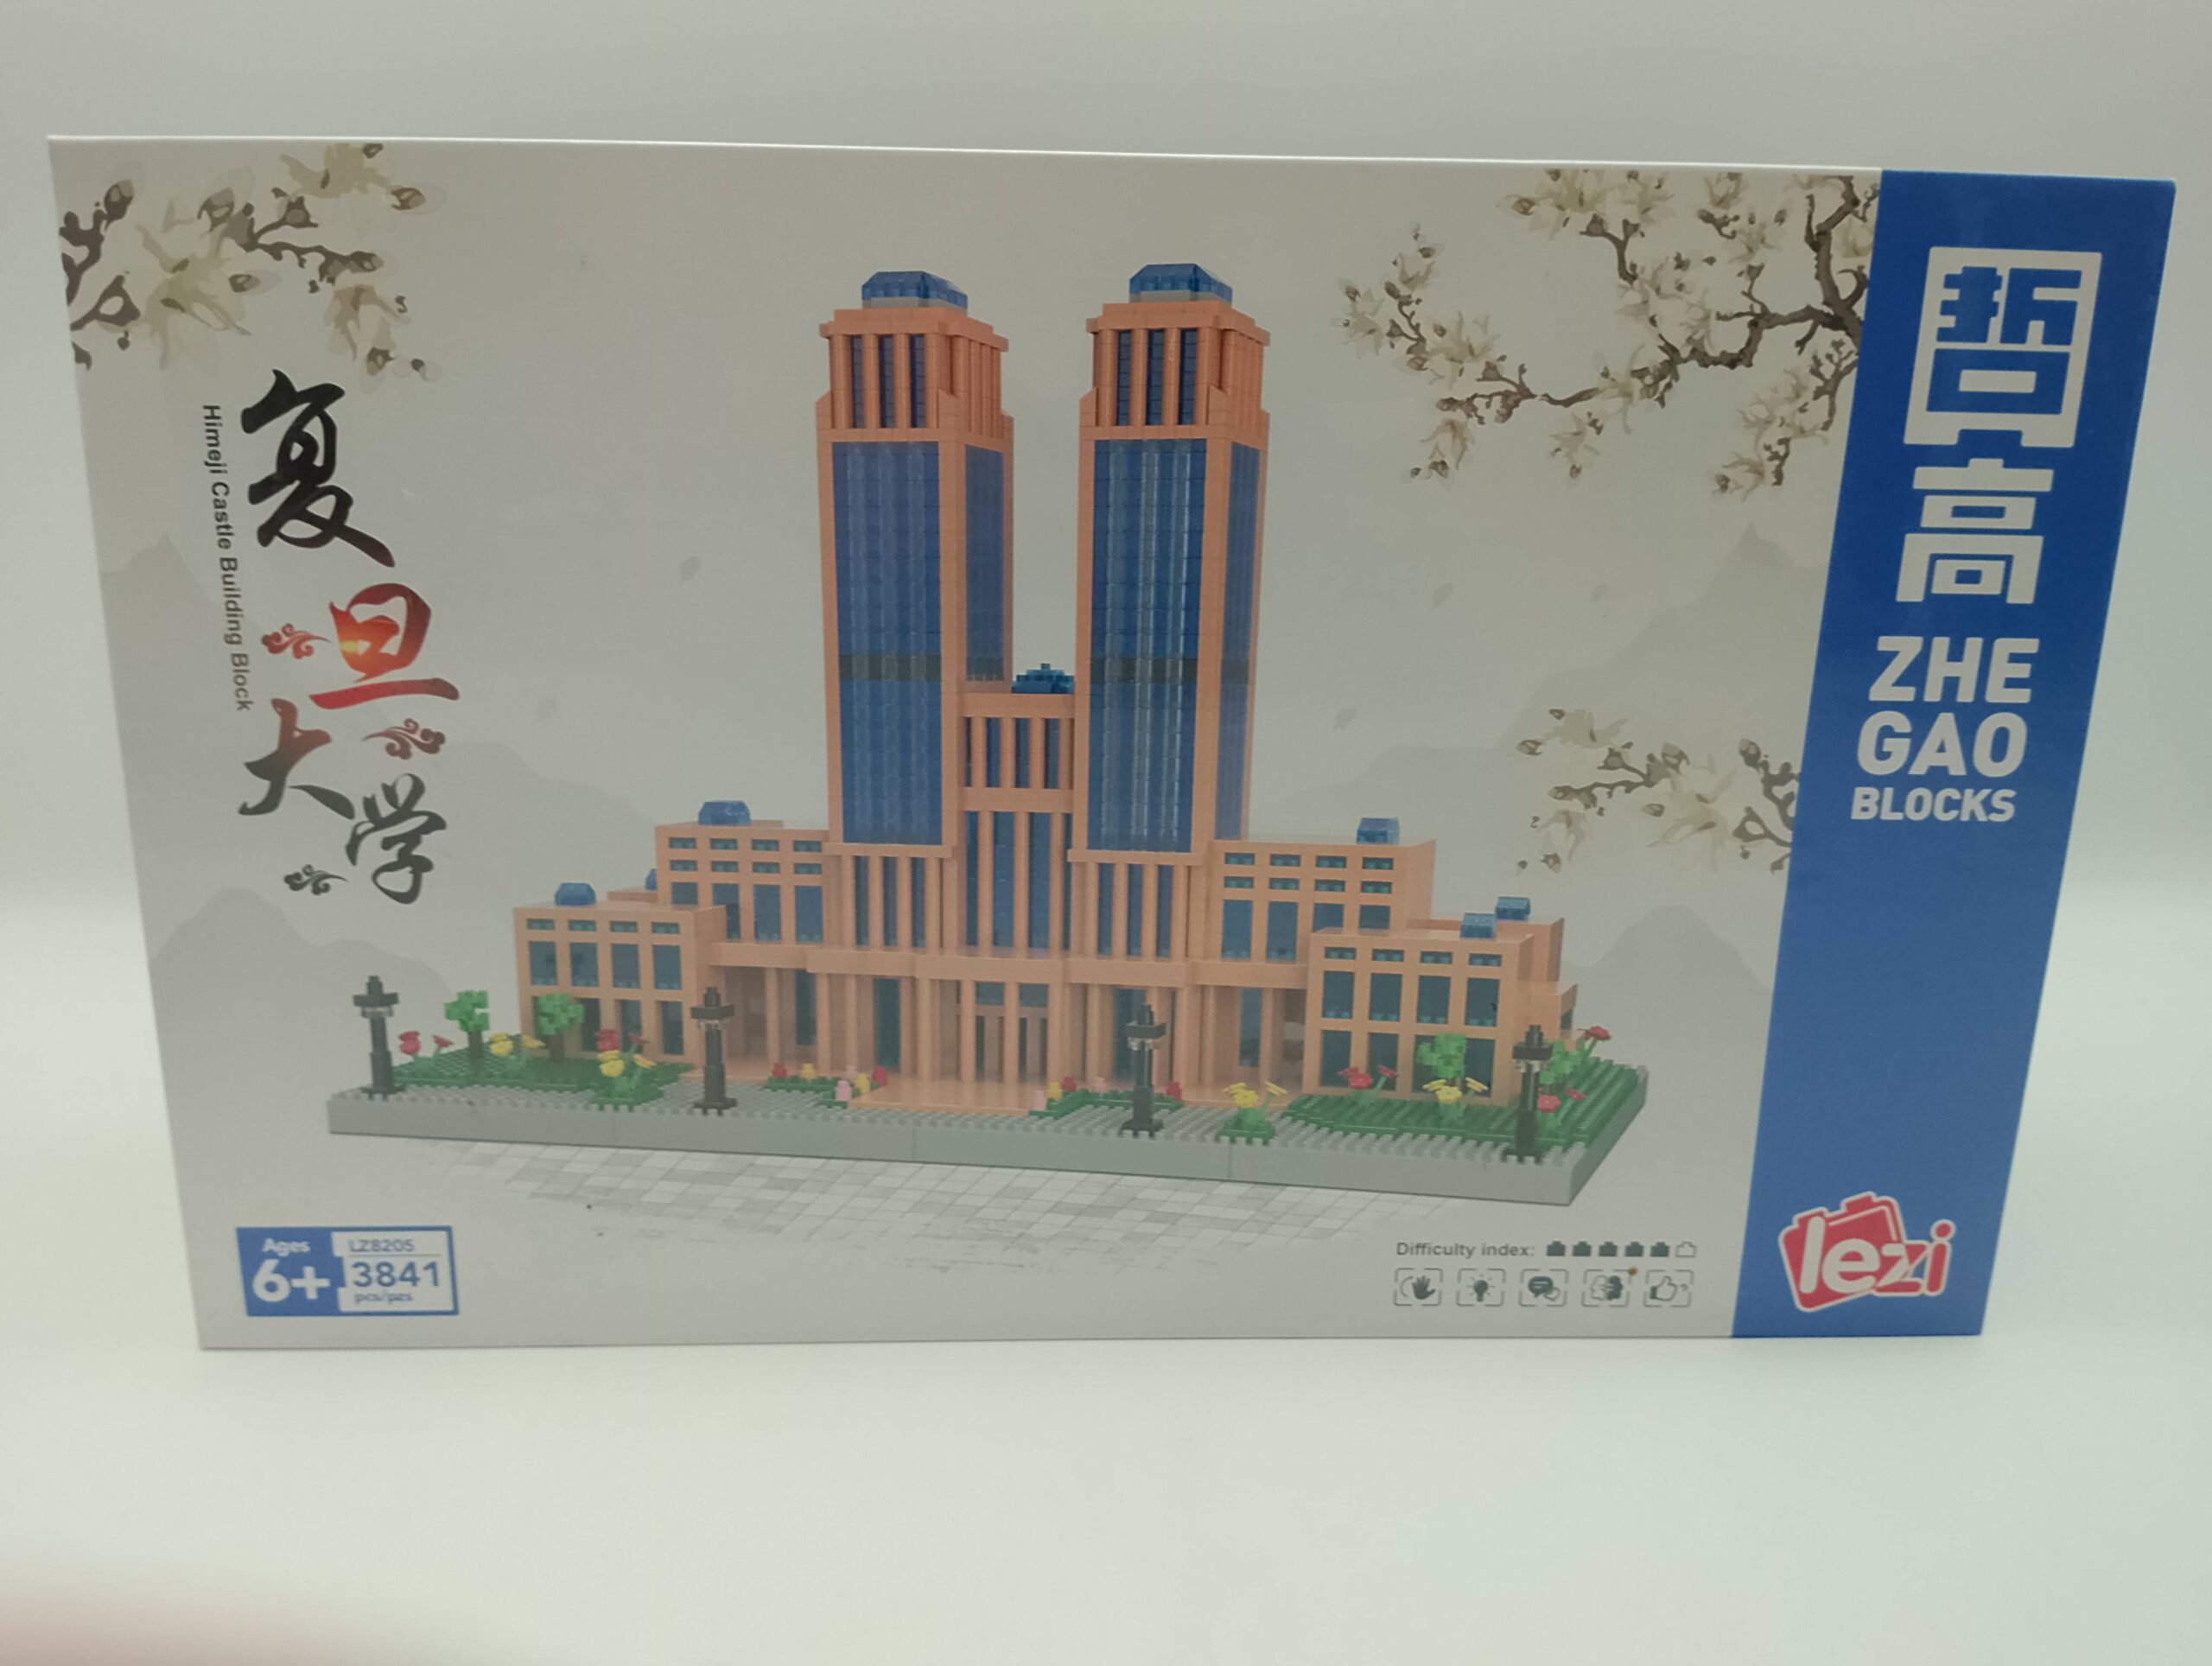 复旦大学
Himeji Castle Building Block
哲高
ZHE
GAO
BLOCKS
Ages
6+
LZ8205
3841
pcs/pzs
Difficulty index:
lezi